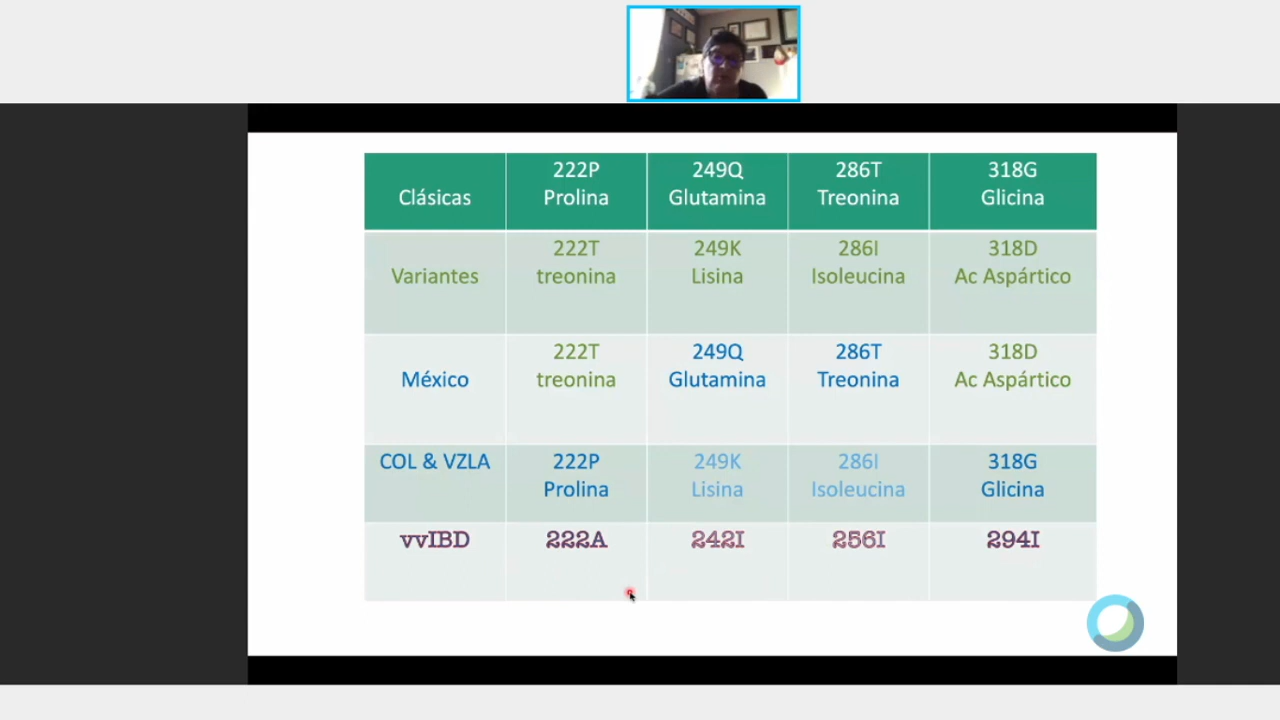 Clásicas
222P
Prolina
249Q
Glutamina
286T
Treonina
318G
Glicina
Variantes
222T
treonina
249K
Lisina
286I
Isoleucina
318D
Ac Aspártico
México
222T
treonina
249Q
Glutamina
286T
Treonina
318D
Ac Aspártico
COL & VZLA
222P
Prolina
249K
Lisina
286I
Isoleucina
318G
Glicina
vvIBD
222A
242I
256I
294I